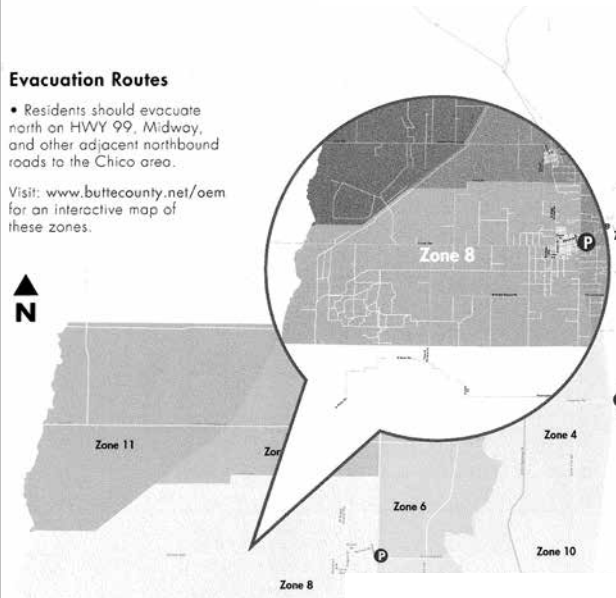 Evacuation Routes
• Residents should evacuate
north on HWY 99, Midway,
and other adjacent northbound
roads to the Chico area.
Visit: www.buttecounty.net/oem
for an interactive map of
these zones.
N
Zone 8
P
Zone 11
Zon
Zone 4
Zone 6
Zone 10
P
Zone 8